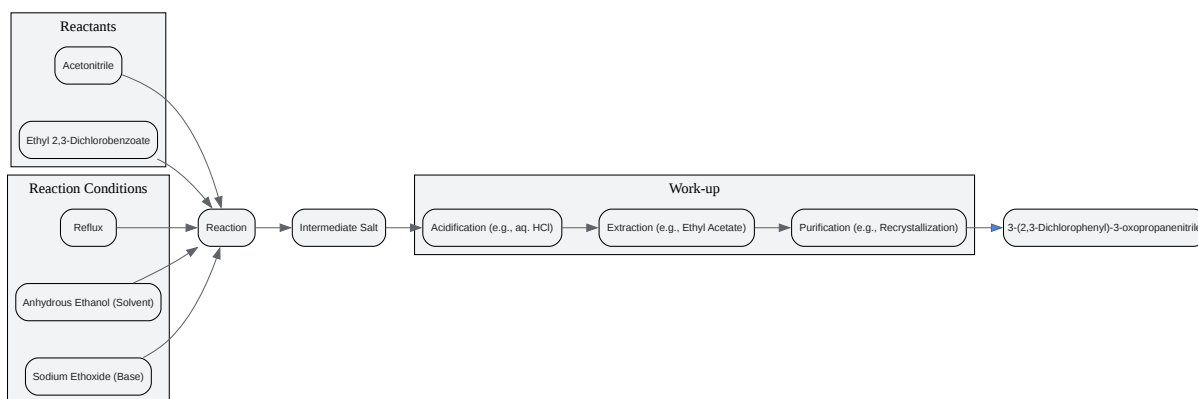 Reactants
Acetonitrile
Ethyl 2,3-Dichlorobenzoate
Reaction Conditions
Reflux
Anhydrous Ethanol (Solvent)
Sodium Ethoxide (Base)
Reaction
Intermediate Salt
Work-up
Acidification (e.g., aq. HCl)
Extraction (e.g., Ethyl Acetate)
Purification (e.g., Recrystallization)
3-(2,3-Dichlorophenyl)-3-oxopropanenitrile